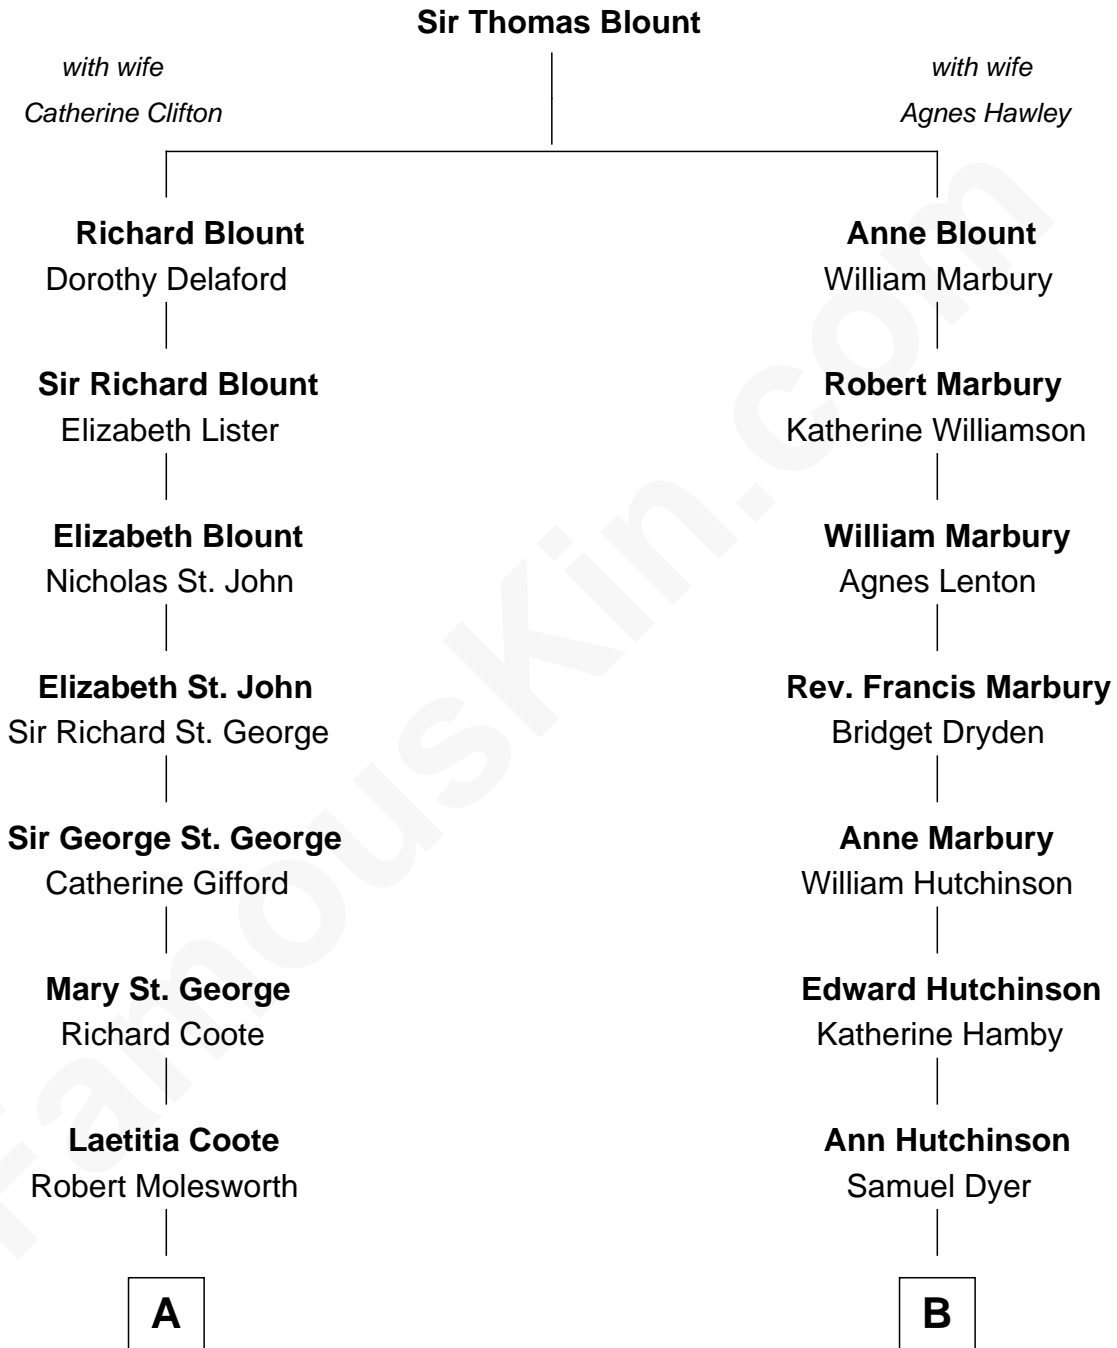 Sir Thomas Blount
with wife
Catherine Clifton
with wife
Agnes Hawley
Richard Blount
Dorothy Delaford
Anne Blount
William Marbury
Sir Richard Blount
Elizabeth Lister
Robert Marbury
Katherine Williamson
Elizabeth Blount
Nicholas St. John
William Marbury
Agnes Lenton
Elizabeth St. John
Sir Richard St. George
Rev. Francis Marbury
Bridget Dryden
Sir George St. George
Catherine Gifford
Anne Marbury
William Hutchinson
Mary St. George
Richard Coote
Edward Hutchinson
Katherine Hamby
Laetitia Coote
Robert Molesworth
Ann Hutchinson
Samuel Dyer
A
B
FamousKin.com